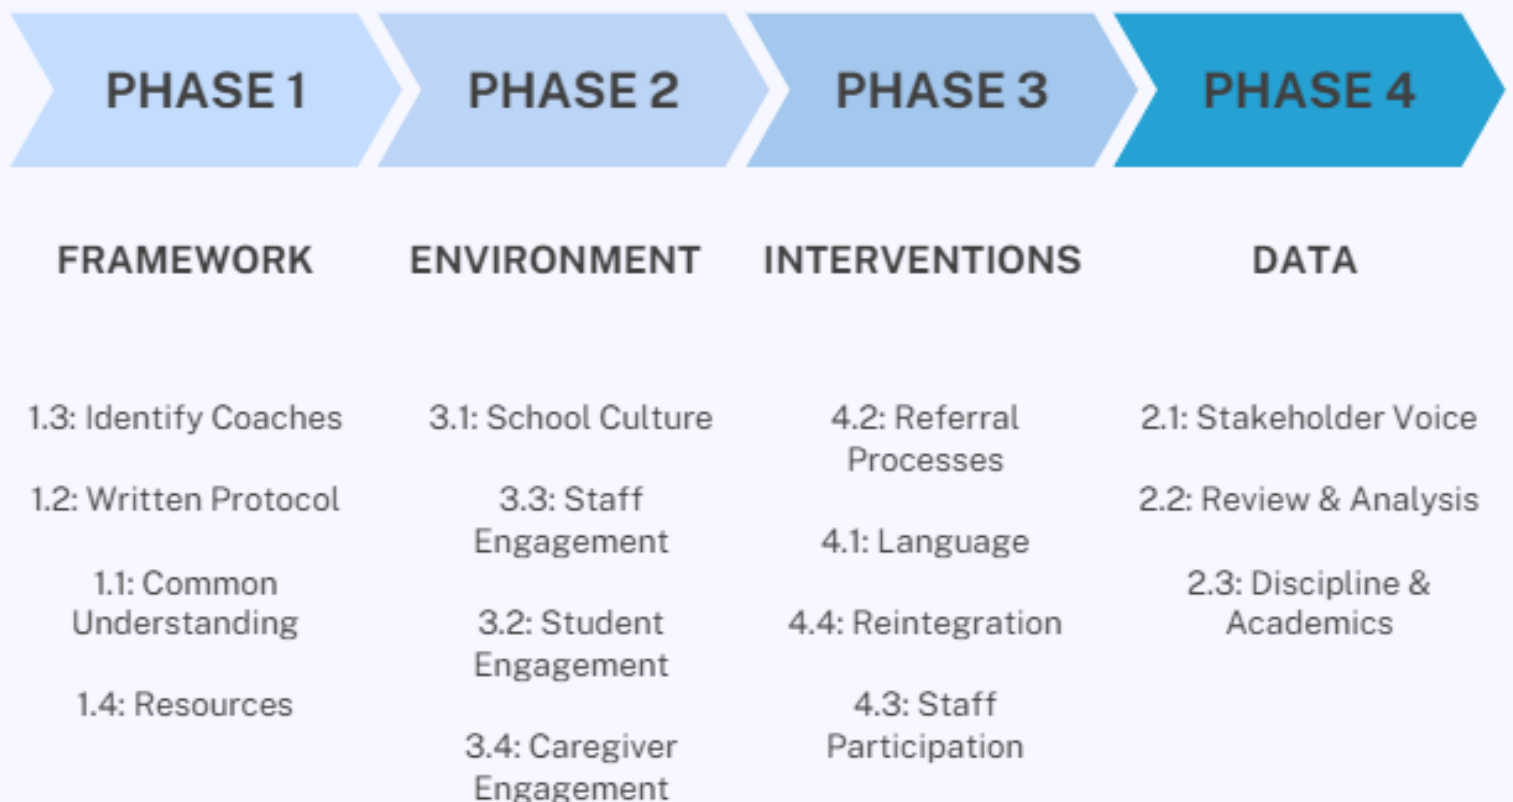 PHASE 1
PHASE 2
PHASE 3
PHASE 4
FRAMEWORK
ENVIRONMENT
INTERVENTIONS
DATA
1.3: Identify Coaches
1.2: Written Protocol
1.1: Common
Understanding
1.4: Resources
3.1: School Culture
3.3: Staff
Engagement
3.2: Student
Engagement
3.4: Caregiver
Engagement
4.2: Referral
Processes
4.1: Language
4.4: Reintegration
4.3: Staff
Participation
2.1: Stakeholder Voice
2.2: Review & Analysis
2.3: Discipline &
Academics